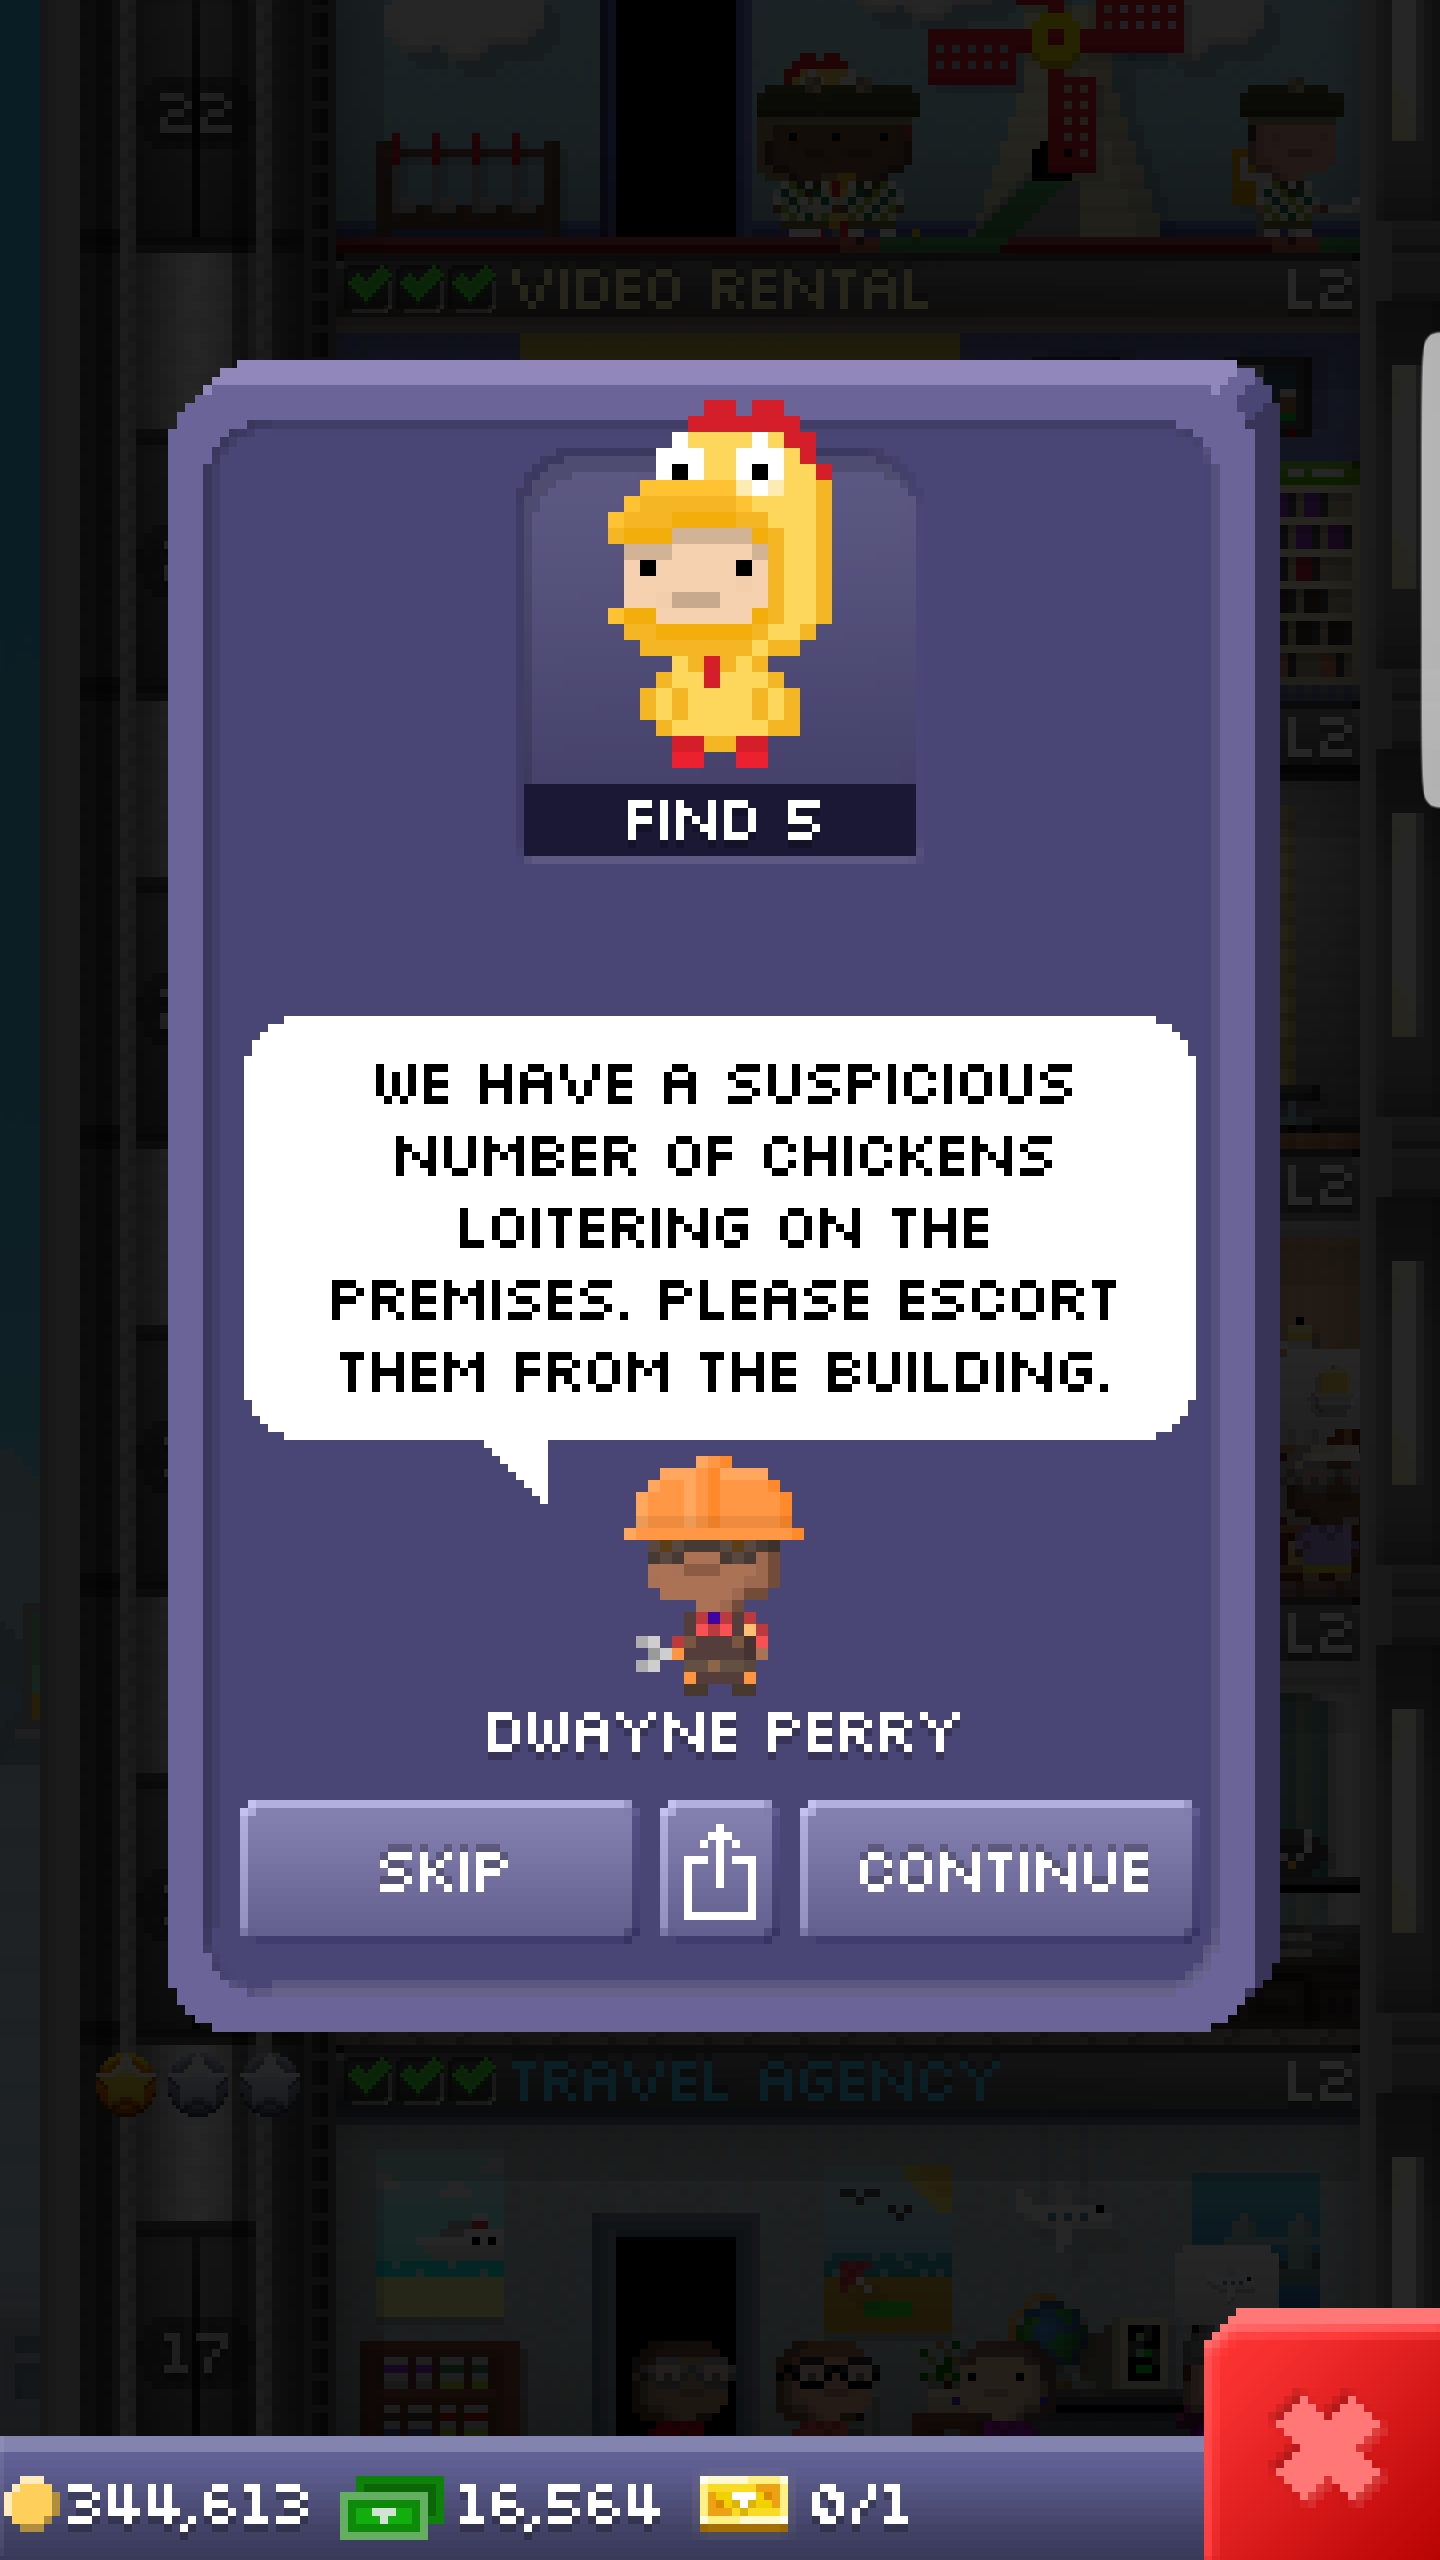 22
VIDEO RENTAL L2
FIND 5
L2
WE HAVE A SUSPICIOUS
NUMBER OF CHICKENS
LOITERING ON THE
PREMISES. PLEASE ESCORT
THEM FROM THE BUILDING.
L2
L2
DWAYNE PERRY
SKIP
CONTINUE
TRAVEL AGENCY L2
17
344,613 16,564 0/1